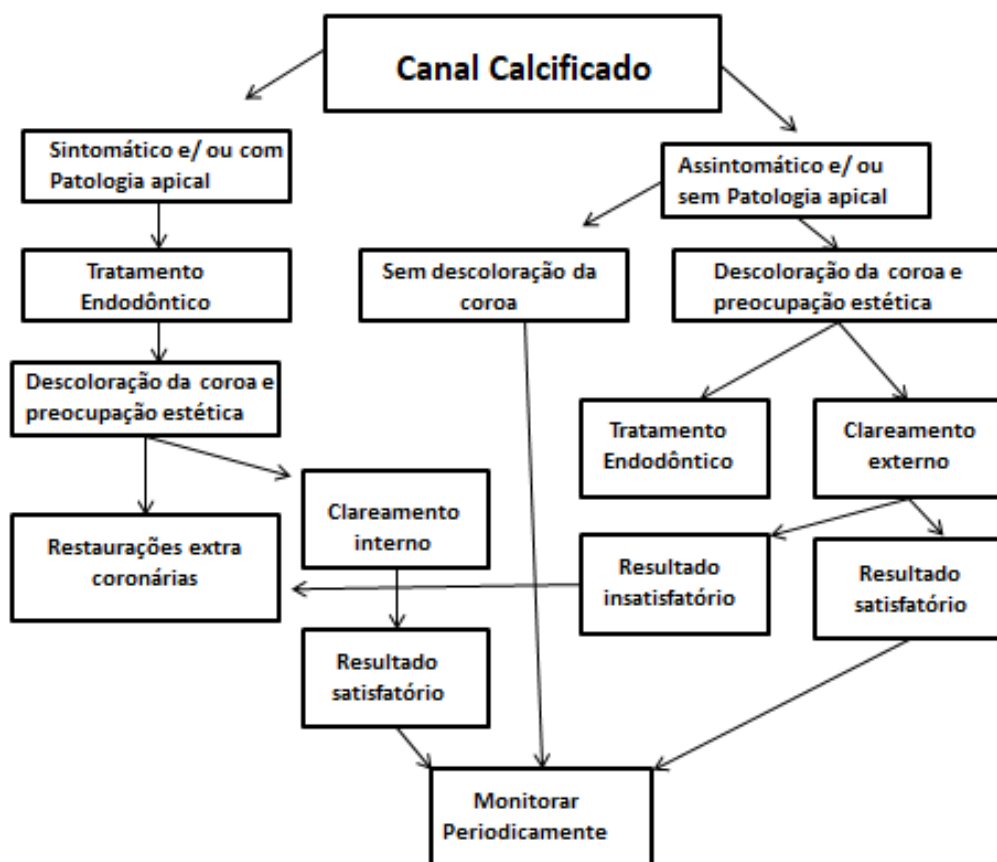 Canal Calcificado
Sintomático e/ ou com
Patologia apical
Assintomático e/ ou
sem Patologia apical
Tratamento
Endodôntico
Sem descoloração da
coroa
Descoloração da coroa e
preocupação estética
Descoloração da coroa e
preocupação estética
Tratamento
Endodôntico
Clareamento
externo
Restaurações extra
coronárias
Clareamento
interno
Resultado
insatisfatório
Resultado
satisfatório
Resultado
satisfatório
Monitorar
Periodicamente